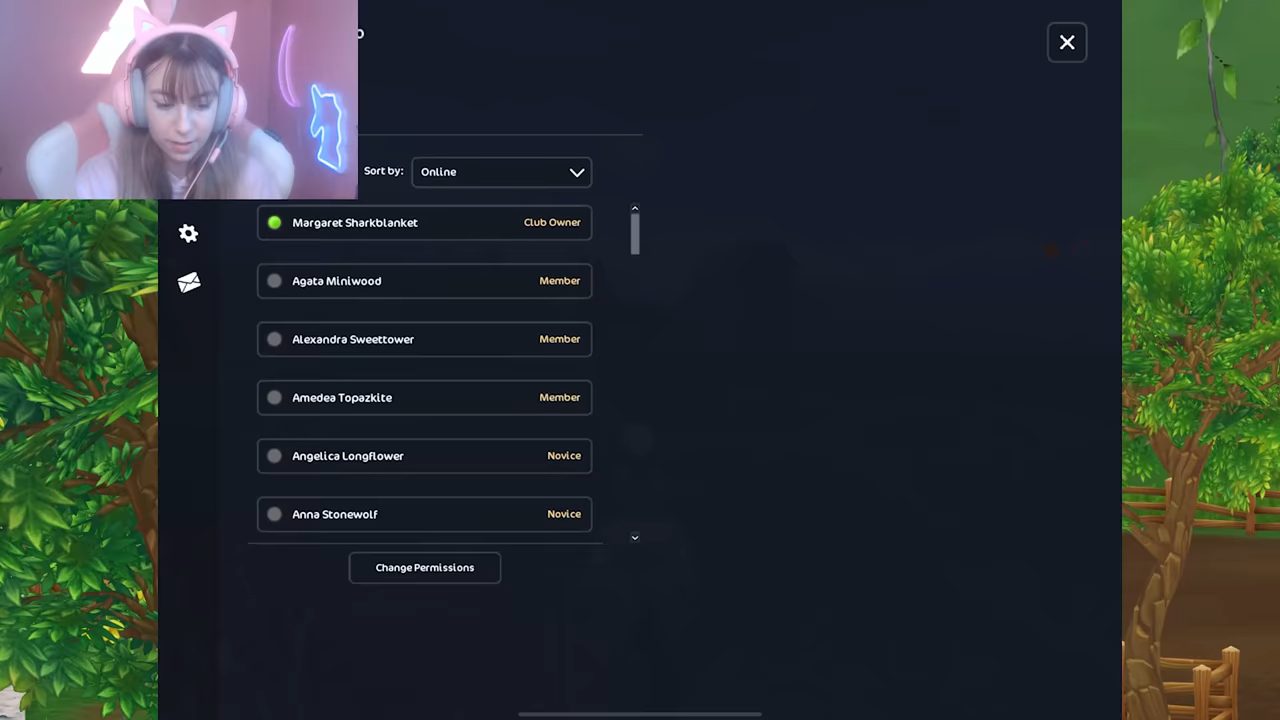 Sort by:
Online
Margaret Sharkblanket
Club Owner
Agata Miniwood
Member
Alexandra Sweettower
Member
Amedea Topazkite
Member
Angelica Longflower
Novice
Anna Stonewolf
Novice
Change Permissions